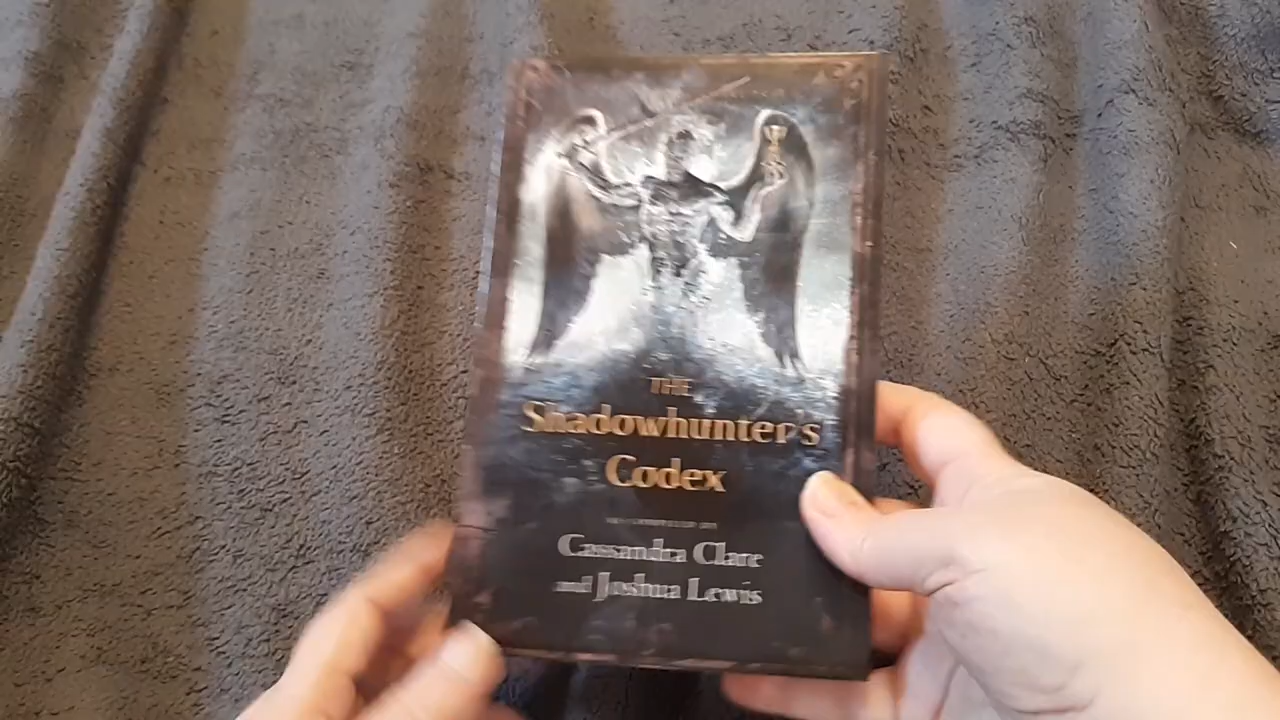 THE
Shadowhunter's
Codex
Cassandra Clare
and Joshua Lewis